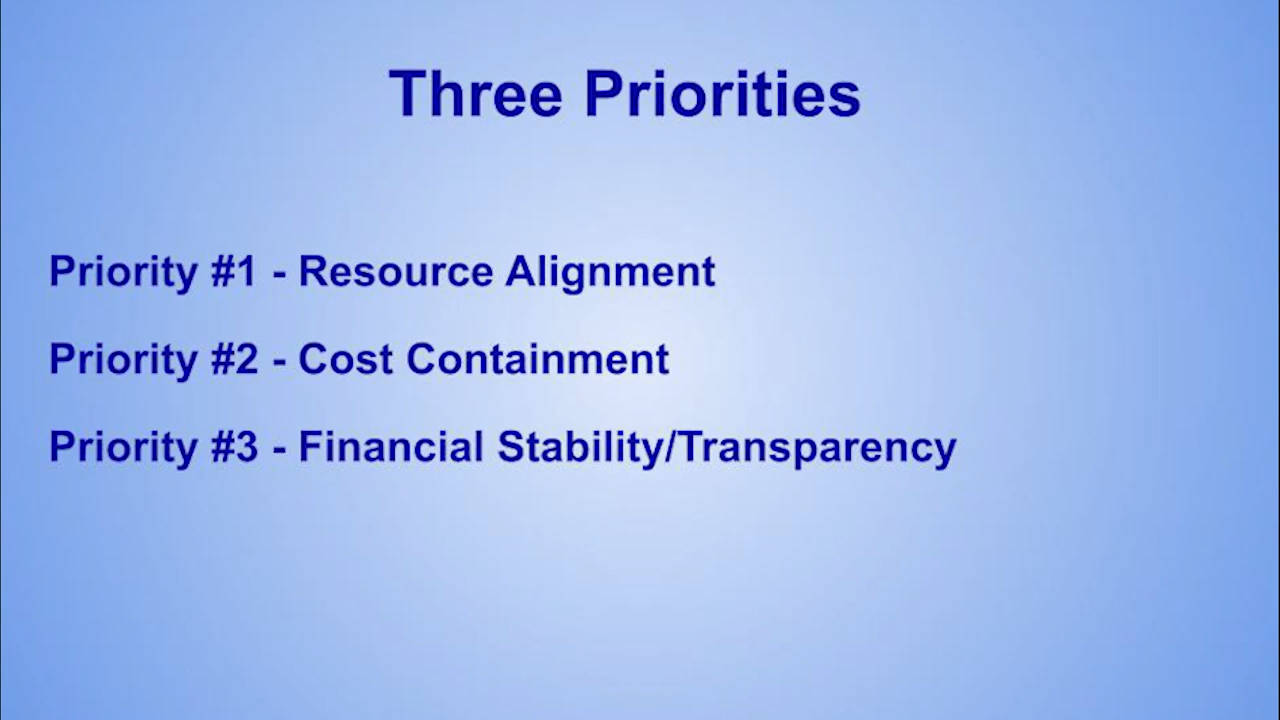 Three Priorities
Priority #1 - Resource Alignment
Priority #2 - Cost Containment
Priority #3 - Financial Stability/Transparency